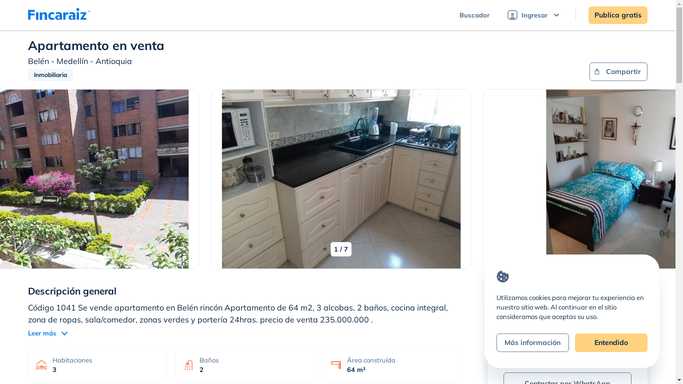 Fincaraiz
Buscador
Ingresar
Publica gratis
Apartamento en venta
Belén - Medellín - Antioquia
Inmobiliaria
Compartir
1 / 7
Descripción general
Código 1041 Se vende apartamento en Belén rincón Apartamento de 64 m2, 3 alcobas, 2 baños, cocina integral,
zona de ropas, sala/comedor, zonas verdes y portería 24hras. precio de venta 235.000.000 .
Leer más
Habitaciones
3
Baños
2
Área construída
64 m²
Utilizamos cookies para mejorar tu experiencia en
nuestro sitio web. Al continuar en el sitio
consideramos que aceptas su uso.
Más información
Entendido
Contactar por WhatsApp